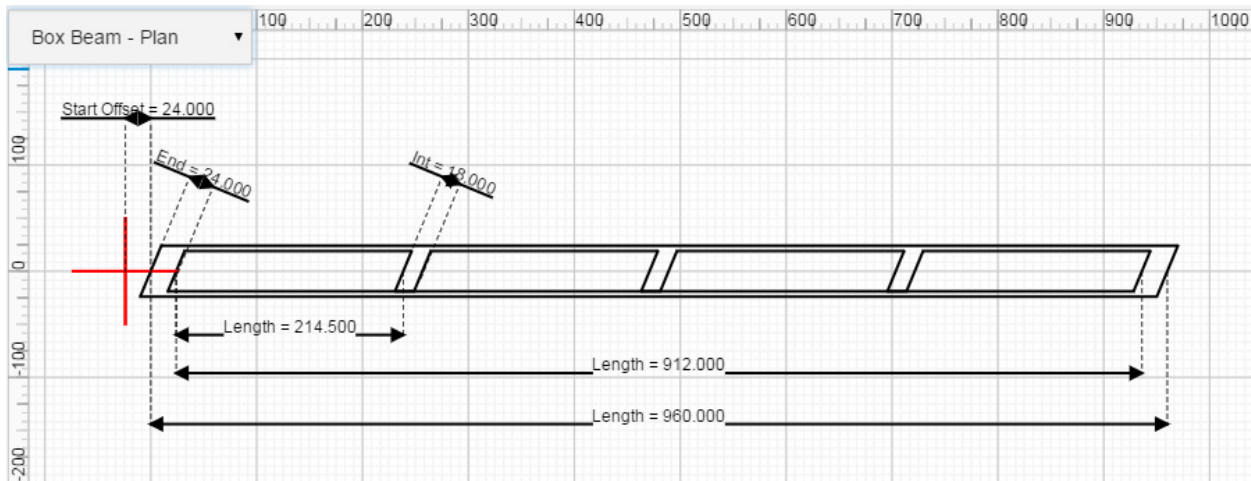 Box Beam - Plan
100 200 300 400 500 600 700 800 900 1000
Start Offset = 24.000
100
End = 24.000
Int = 18.000
0
Length = 214.500
-100
Length = 912.000
Length = 960.000
-200